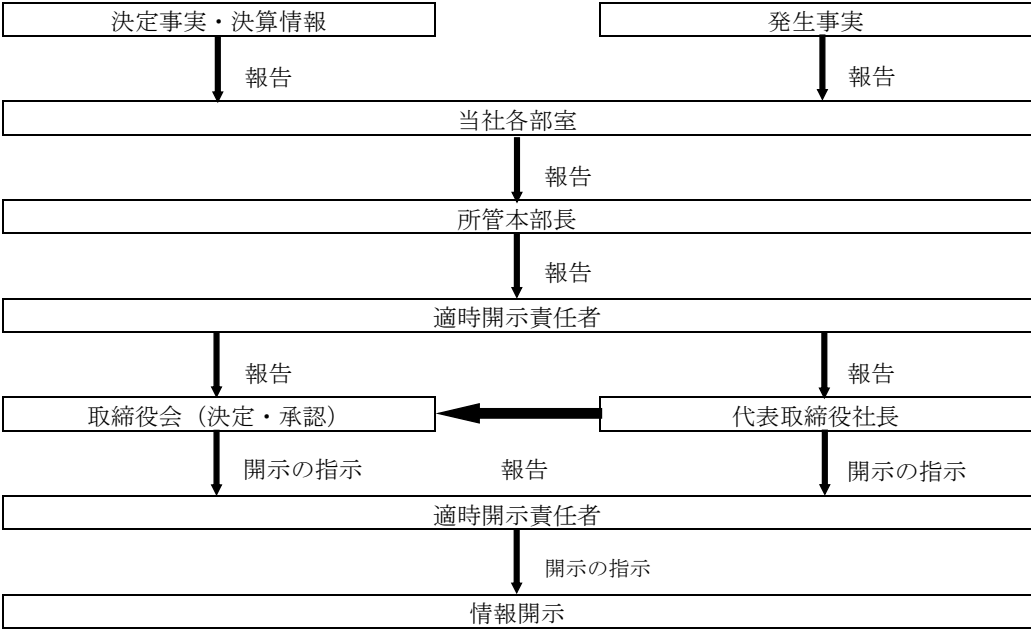 決定事実・決算情報
発生事実
報告
報告
当社各部室
報告
所管本部長
報告
適時開示責任者
報告
報告
取締役会（決定・承認）
代表取締役社長
開示の指示
報告
開示の指示
適時開示責任者
開示の指示
情報開示